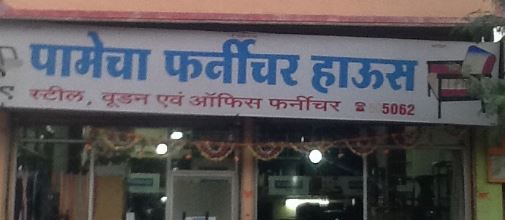 पामेचा फर्नीचर हाऊस
स्टील, वूडन एवं ऑफिस फर्नीचर ☎ 5062